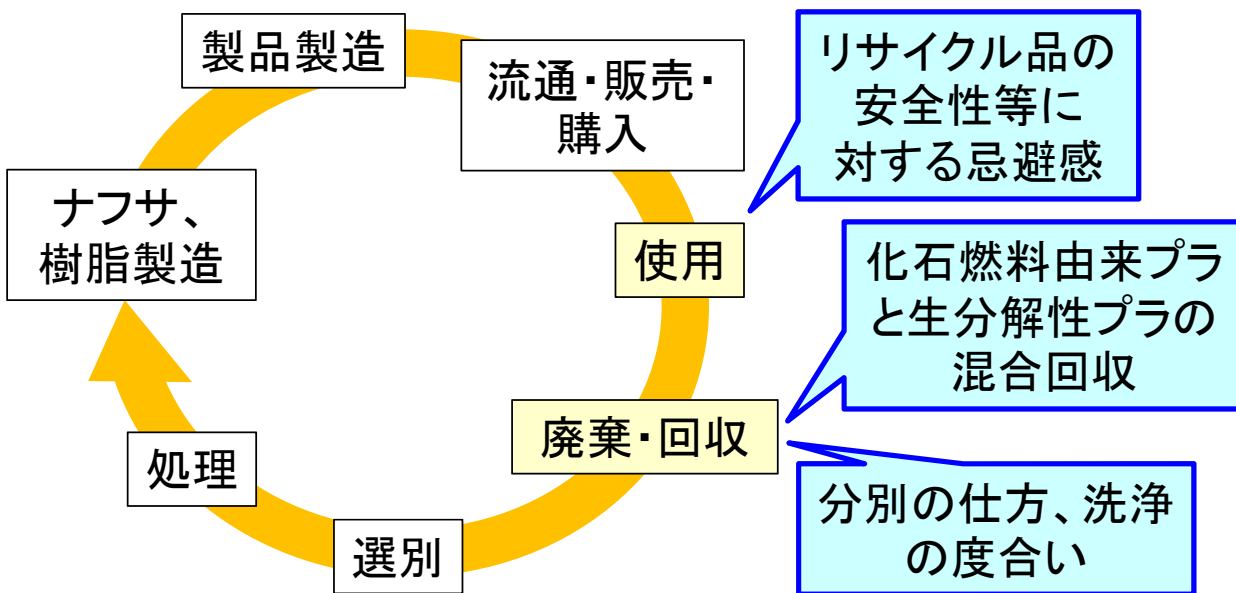 製品製造
流通・販売・
購入
リサイクル品の
安全性等に
対する忌避感
ナフサ、
樹脂製造
使用
化石燃料由来プラ
と生分解性プラの
混合回収
廃棄・回収
処理
分別の仕方、洗浄
の度合い
選別